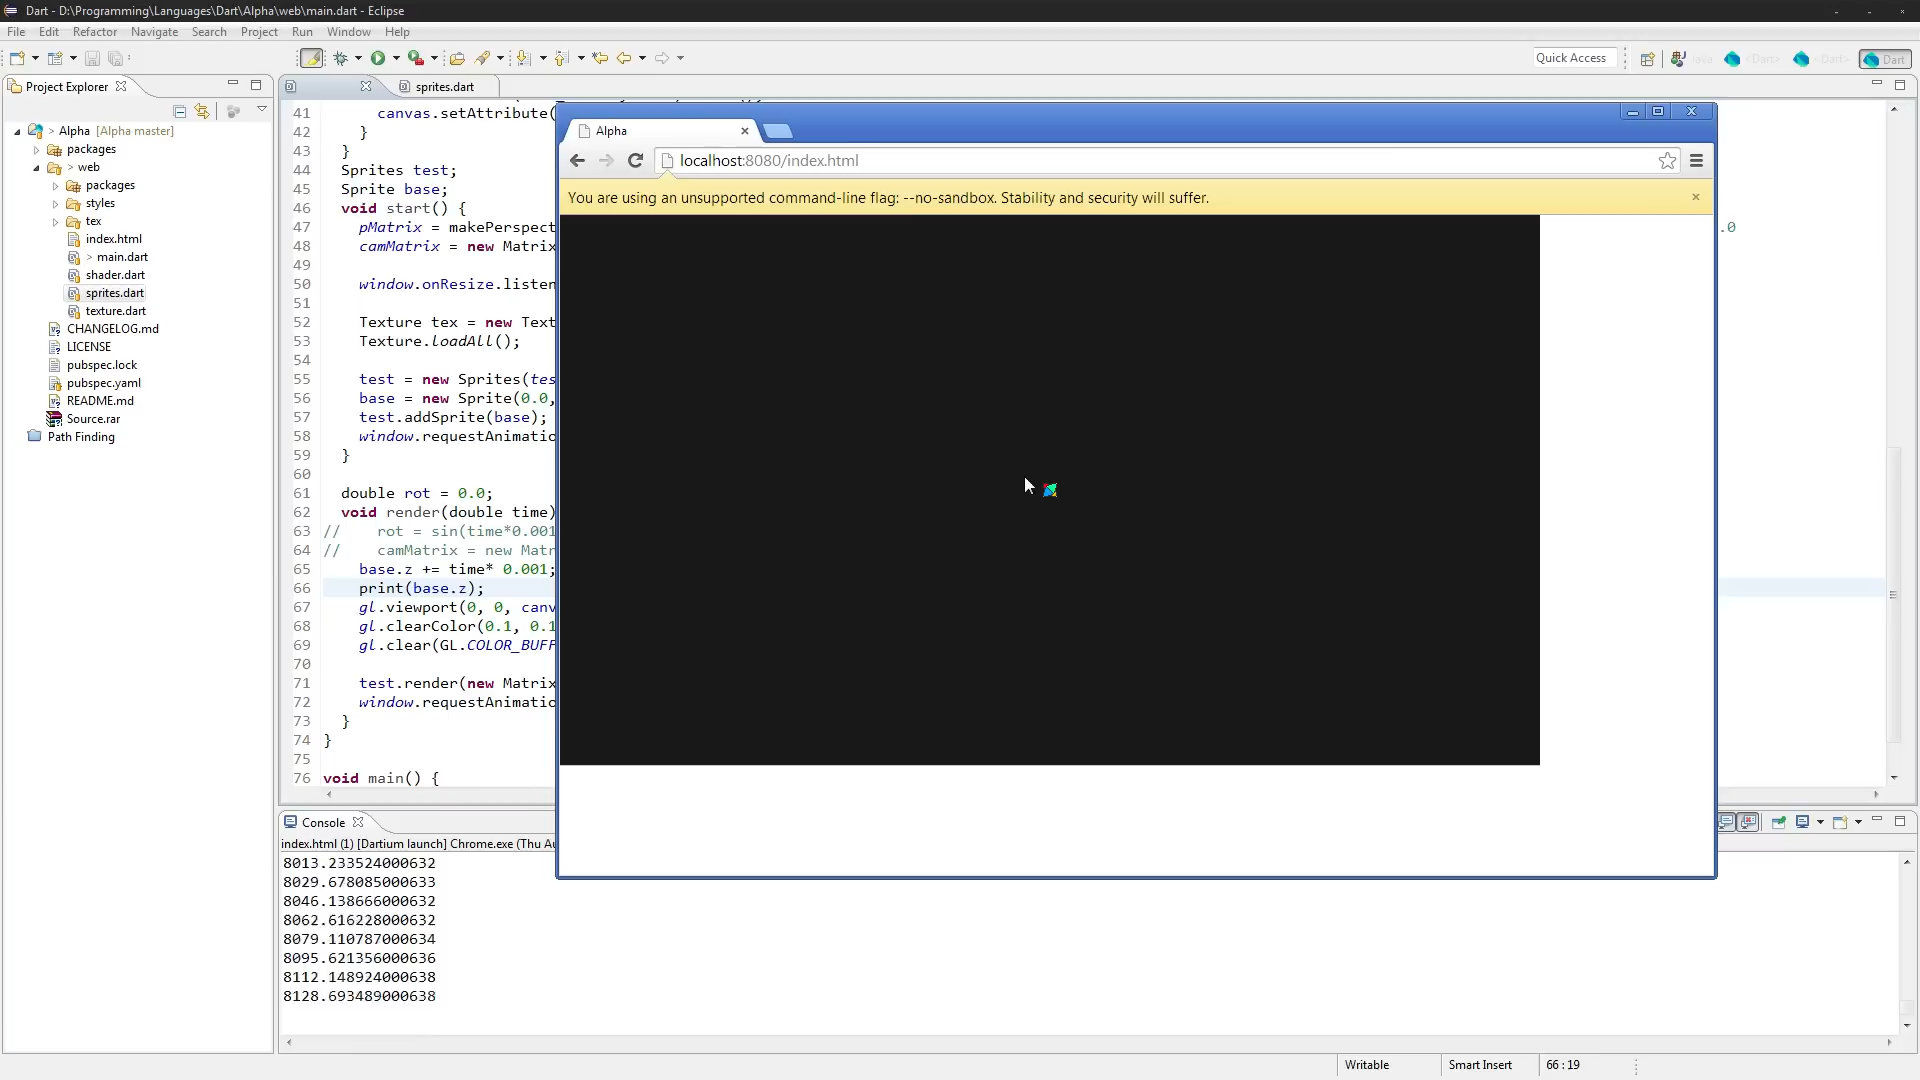 Dart - D:\Programming\Languages\Dart\Alpha\web\main.dart - Eclipse
File Edit Refactor Navigate Search Project Run Window Help
Quick Access
Java
<Dart>
<Dart>
Dart
Project Explorer
sprites.dart
> Alpha [Alpha master]
packages
> web
packages
styles
tex
index.html
> main.dart
shader.dart
sprites.dart
texture.dart
CHANGELOG.md
LICENSE
pubspec.lock
pubspec.yaml
README.md
Source.rar
Path Finding
41 canvas.setAttribute(
42 }
43 }
44 Sprites test;
45 Sprite base;
46 void start() {
47 pMatrix = makePerspect
.0
48 camMatrix = new Matrix
49
50 window.onResize.listen
51
52 Texture tex = new Text
53 Texture.loadAll();
54
55 test = new Sprites(tes
56 base = new Sprite(0.0,
57 test.addSprite(base);
58 window.requestAnimatio
59 }
60
61 double rot = 0.0;
62 void render(double time)
63 // rot = sin(time*0.001
64 // camMatrix = new Matr
65 base.z += time* 0.001;
66 print(base.z);
67 gl.viewport(0, 0, canv
68 gl.clearColor(0.1, 0.1
69 gl.clear(GL.COLOR_BUFF
70
71 test.render(new Matrix
72 window.requestAnimatio
73 }
74 }
75
76 void main() {
Alpha
localhost:8080/index.html
You are using an unsupported command-line flag: --no-sandbox. Stability and security will suffer.
Console
index.html (1) [Dartium launch] Chrome.exe (Thu Au
8013.233524000632
8029.678085000633
8046.138666000632
8062.616228000632
8079.110787000634
8095.621356000636
8112.148924000638
8128.693489000638
Writable
Smart Insert
66 : 19